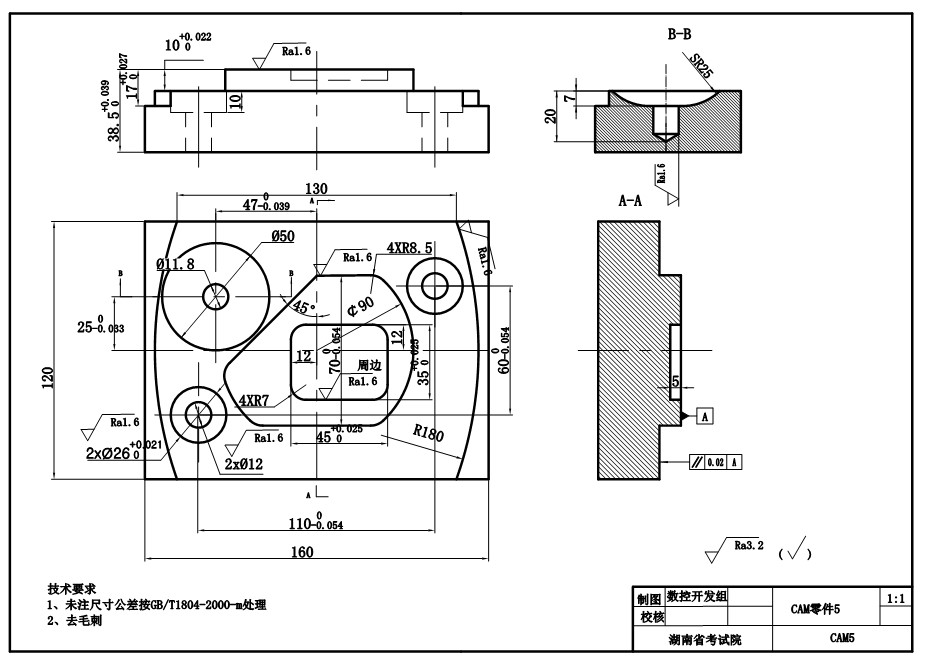 10 +0.022 0
Ra1.6
17 +0.027 0
38.5 +0.039 0
10
B-B
SR25
7
20
Ra1.6
A-A
130
47 0 -0.039
A
Ø50
Ø11.8
B
B
Ra1.6
4XR8.5
Ra1.6
45°
¢90
25 0 -0.033
12
12
70 0 -0.054
周边
Ra1.6
35 +0.025 0
60 0 -0.054
120
4XR7
5
A
Ra1.6
Ra1.6
2xØ26 +0.021 0
2xØ12
45 +0.025 0
R180
// 0.02 A
A
110 0 -0.054
160
Ra3.2 ( )
技术要求
1、未注尺寸公差按GB/T1804-2000-m处理
2、去毛刺
制图 数控开发组 CAM零件5 1:1
校核
湖南省考试院 CAM5